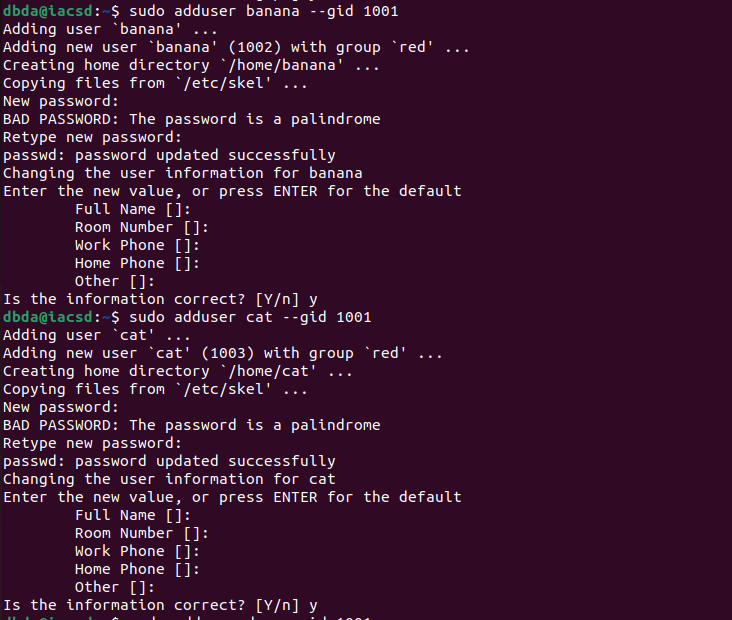 dbda@iacsd:~$ sudo adduser banana --gid 1001
Adding user `banana' ...
Adding new user `banana' (1002) with group `red' ...
Creating home directory `/home/banana' ...
Copying files from `/etc/skel' ...
New password:
BAD PASSWORD: The password is a palindrome
Retype new password:
passwd: password updated successfully
Changing the user information for banana
Enter the new value, or press ENTER for the default
        Full Name []:
        Room Number []:
        Work Phone []:
        Home Phone []:
        Other []:
Is the information correct? [Y/n] y
dbda@iacsd:~$ sudo adduser cat --gid 1001
Adding user `cat' ...
Adding new user `cat' (1003) with group `red' ...
Creating home directory `/home/cat' ...
Copying files from `/etc/skel' ...
New password:
BAD PASSWORD: The password is a palindrome
Retype new password:
passwd: password updated successfully
Changing the user information for cat
Enter the new value, or press ENTER for the default
        Full Name []:
        Room Number []:
        Work Phone []:
        Home Phone []:
        Other []:
Is the information correct? [Y/n] y